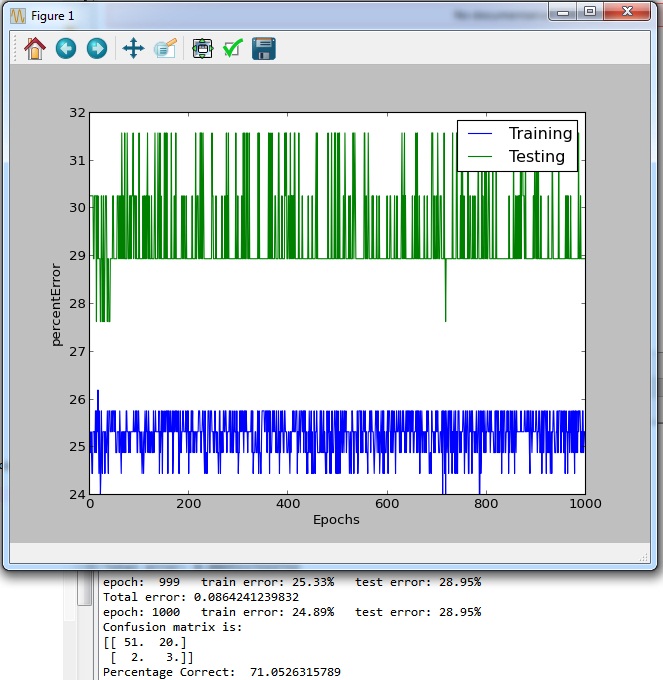 Figure 1
32
31
30
29
28
27
26
25
24
percentError
Training
Testing
0 200 400 600 800 1000
Epochs
epoch: 999 train error: 25.33% test error: 28.95%
Total error: 0.0864241239832
epoch: 1000 train error: 24.89% test error: 28.95%
Confusion matrix is:
[[ 51. 20.]
[ 2. 3.]]
Percentage Correct: 71.0526315789